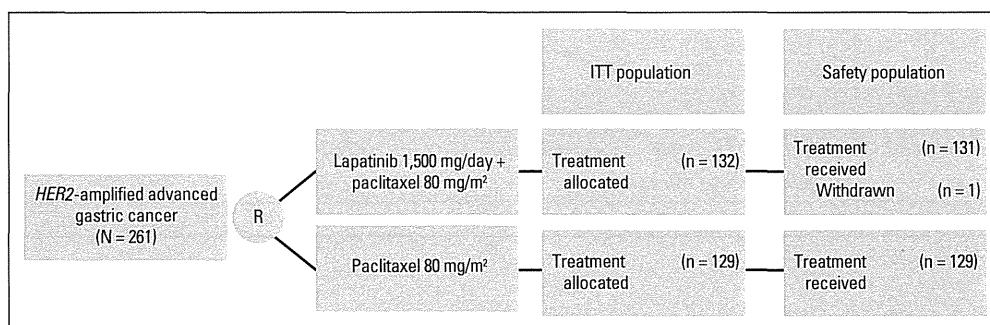 ITT population
Safety population
HER2-amplified advanced
gastric cancer
(N = 261)
R
Lapatinib 1,500 mg/day +
paclitaxel 80 mg/m²
Treatment (n = 132)
allocated
Treatment (n = 131)
received
Withdrawn (n = 1)
Paclitaxel 80 mg/m²
Treatment (n = 129)
allocated
Treatment (n = 129)
received